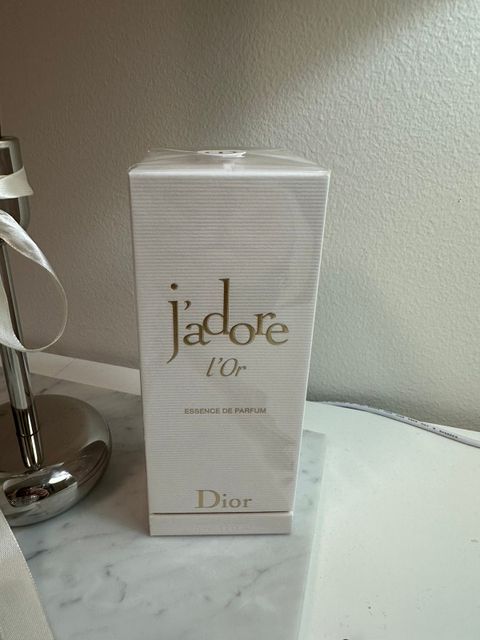 j'adore
l'Or
ESSENCE DE PARFUM
Dior